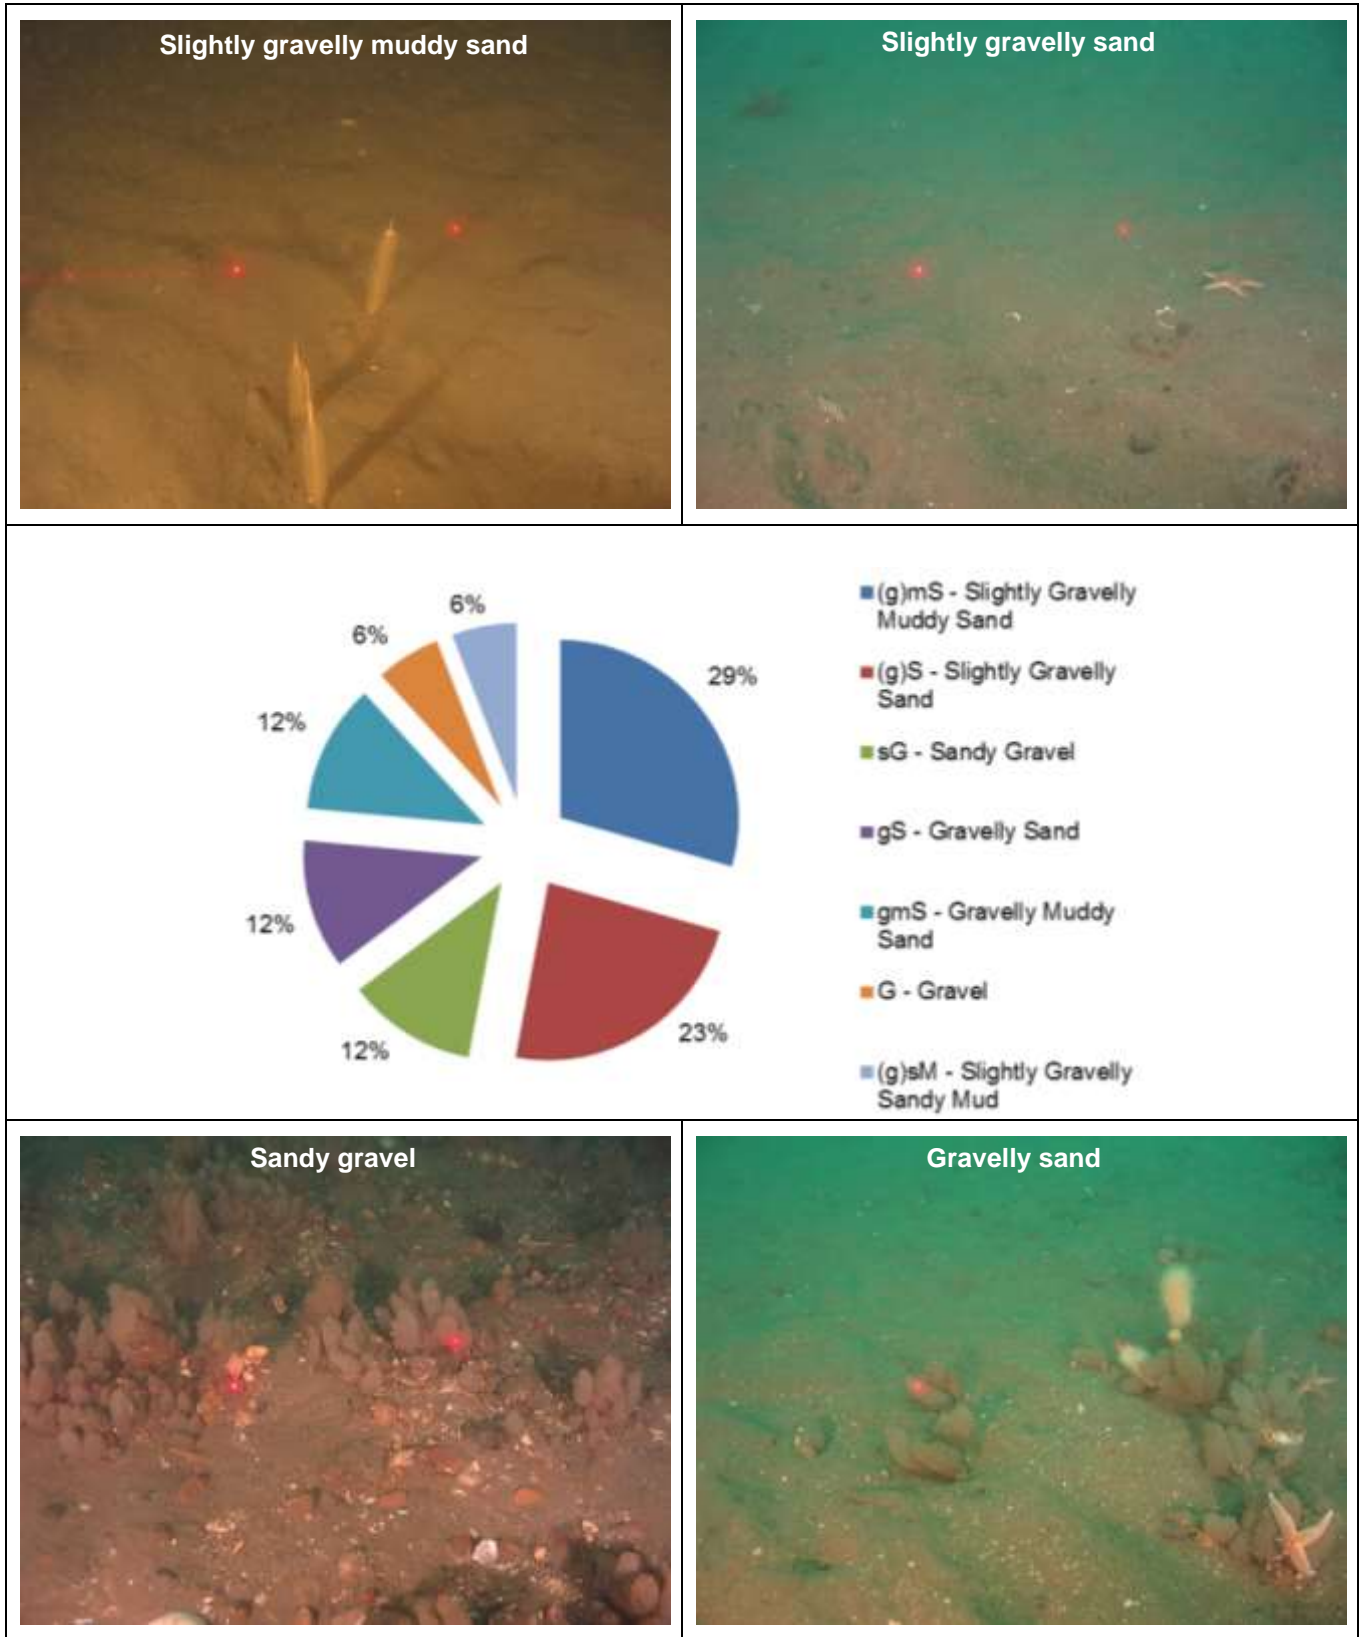 Slightly gravelly muddy sand
Slightly gravelly sand
6%
6%
29%
12%
12%
12%
23%
(g)mS - Slightly Gravelly
Muddy Sand
(g)S - Slightly Gravelly
Sand
sG - Sandy Gravel
gS - Gravelly Sand
gmS - Gravelly Muddy
Sand
G - Gravel
(g)sM - Slightly Gravelly
Sandy Mud
Sandy gravel
Gravelly sand